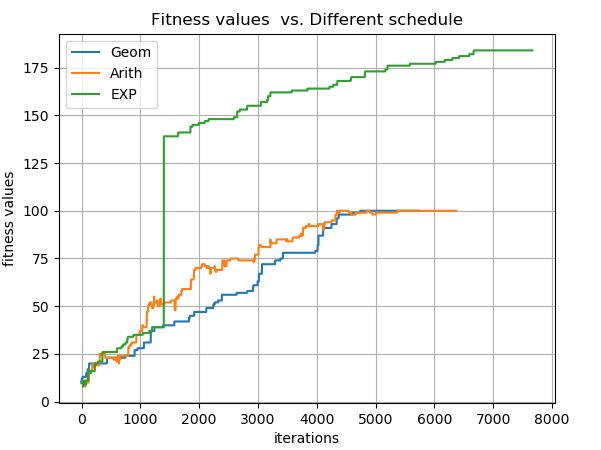 Fitness values  vs. Different schedule
Geom
Arith
EXP
fitness values
175
150
125
100
75
50
25
0
0 1000 2000 3000 4000 5000 6000 7000 8000
iterations